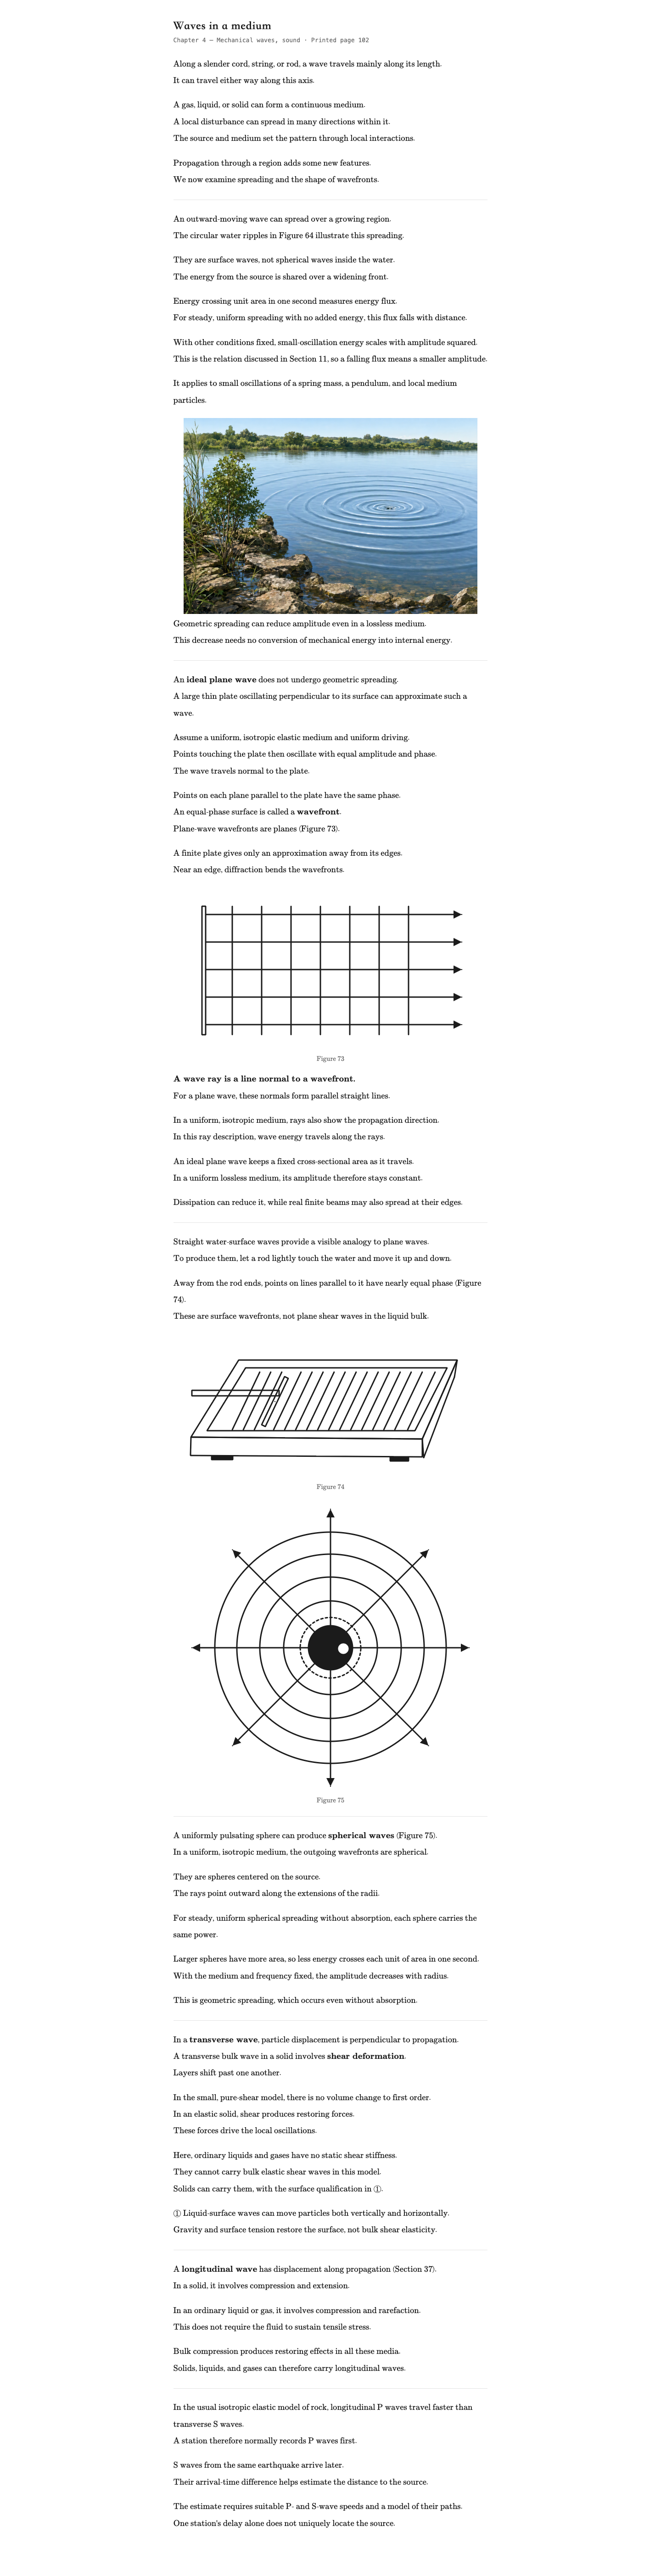 Waves in a medium
Chapter 4 — Mechanical waves, sound · Printed page 102
Along a slender cord, string, or rod, a wave travels mainly along its length.
It can travel either way along this axis.
A gas, liquid, or solid can form a continuous medium.
A local disturbance can spread in many directions within it.
The source and medium set the pattern through local interactions.
Propagation through a region adds some new features.
We now examine spreading and the shape of wavefronts.
An outward-moving wave can spread over a growing region.
The circular water ripples in Figure 64 illustrate this spreading.
They are surface waves, not spherical waves inside the water.
The energy from the source is shared over a widening front.
Energy crossing unit area in one second measures energy flux.
For steady, uniform spreading with no added energy, this flux falls with distance.
With other conditions fixed, small-oscillation energy scales with amplitude squared.
This is the relation discussed in Section 11, so a falling flux means a smaller amplitude.
It applies to small oscillations of a spring mass, a pendulum, and local medium
particles.
Geometric spreading can reduce amplitude even in a lossless medium.
This decrease needs no conversion of mechanical energy into internal energy.
An ideal plane wave does not undergo geometric spreading.
A large thin plate oscillating perpendicular to its surface can approximate such a
wave.
Assume a uniform, isotropic elastic medium and uniform driving.
Points touching the plate then oscillate with equal amplitude and phase.
The wave travels normal to the plate.
Points on each plane parallel to the plate have the same phase.
An equal-phase surface is called a wavefront.
Plane-wave wavefronts are planes (Figure 73).
A finite plate gives only an approximation away from its edges.
Near an edge, diffraction bends the wavefronts.
Figure 73
A wave ray is a line normal to a wavefront.
For a plane wave, these normals form parallel straight lines.
In a uniform, isotropic medium, rays also show the propagation direction.
In this ray description, wave energy travels along the rays.
An ideal plane wave keeps a fixed cross-sectional area as it travels.
In a uniform lossless medium, its amplitude therefore stays constant.
Dissipation can reduce it, while real finite beams may also spread at their edges.
Straight water-surface waves provide a visible analogy to plane waves.
To produce them, let a rod lightly touch the water and move it up and down.
Away from the rod ends, points on lines parallel to it have nearly equal phase (Figure
74).
These are surface wavefronts, not plane shear waves in the liquid bulk.
Figure 74
Figure 75
A uniformly pulsating sphere can produce spherical waves (Figure 75).
In a uniform, isotropic medium, the outgoing wavefronts are spherical.
They are spheres centered on the source.
The rays point outward along the extensions of the radii.
For steady, uniform spherical spreading without absorption, each sphere carries the
same power.
Larger spheres have more area, so less energy crosses each unit of area in one second.
With the medium and frequency fixed, the amplitude decreases with radius.
This is geometric spreading, which occurs even without absorption.
In a transverse wave, particle displacement is perpendicular to propagation.
A transverse bulk wave in a solid involves shear deformation.
Layers shift past one another.
In the small, pure-shear model, there is no volume change to first order.
In an elastic solid, shear produces restoring forces.
These forces drive the local oscillations.
Here, ordinary liquids and gases have no static shear stiffness.
They cannot carry bulk elastic shear waves in this model.
Solids can carry them, with the surface qualification in ①.
① Liquid-surface waves can move particles both vertically and horizontally.
Gravity and surface tension restore the surface, not bulk shear elasticity.
A longitudinal wave has displacement along propagation (Section 37).
In a solid, it involves compression and extension.
In an ordinary liquid or gas, it involves compression and rarefaction.
This does not require the fluid to sustain tensile stress.
Bulk compression produces restoring effects in all these media.
Solids, liquids, and gases can therefore carry longitudinal waves.
In the usual isotropic elastic model of rock, longitudinal P waves travel faster than
transverse S waves.
A station therefore normally records P waves first.
S waves from the same earthquake arrive later.
Their arrival-time difference helps estimate the distance to the source.
The estimate requires suitable P- and S-wave speeds and a model of their paths.
One station's delay alone does not uniquely locate the source.